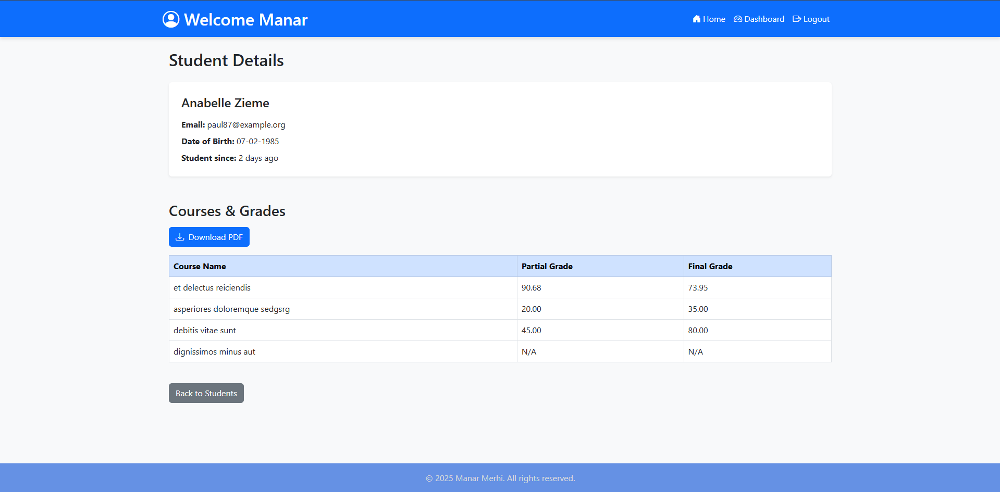 Welcome Manar
Home Dashboard Logout
Student Details
Anabelle Zieme
Email: paul87@example.org
Date of Birth: 07-02-1985
Student since: 2 days ago
Courses & Grades
Download PDF
Course Name Partial Grade Final Grade
et delectus reiciendis 90.68 73.95
asperiores doloremque sedgsrg 20.00 35.00
debitis vitae sunt 45.00 80.00
dignissimos minus aut N/A N/A
Back to Students
© 2025 Manar Merhi. All rights reserved.